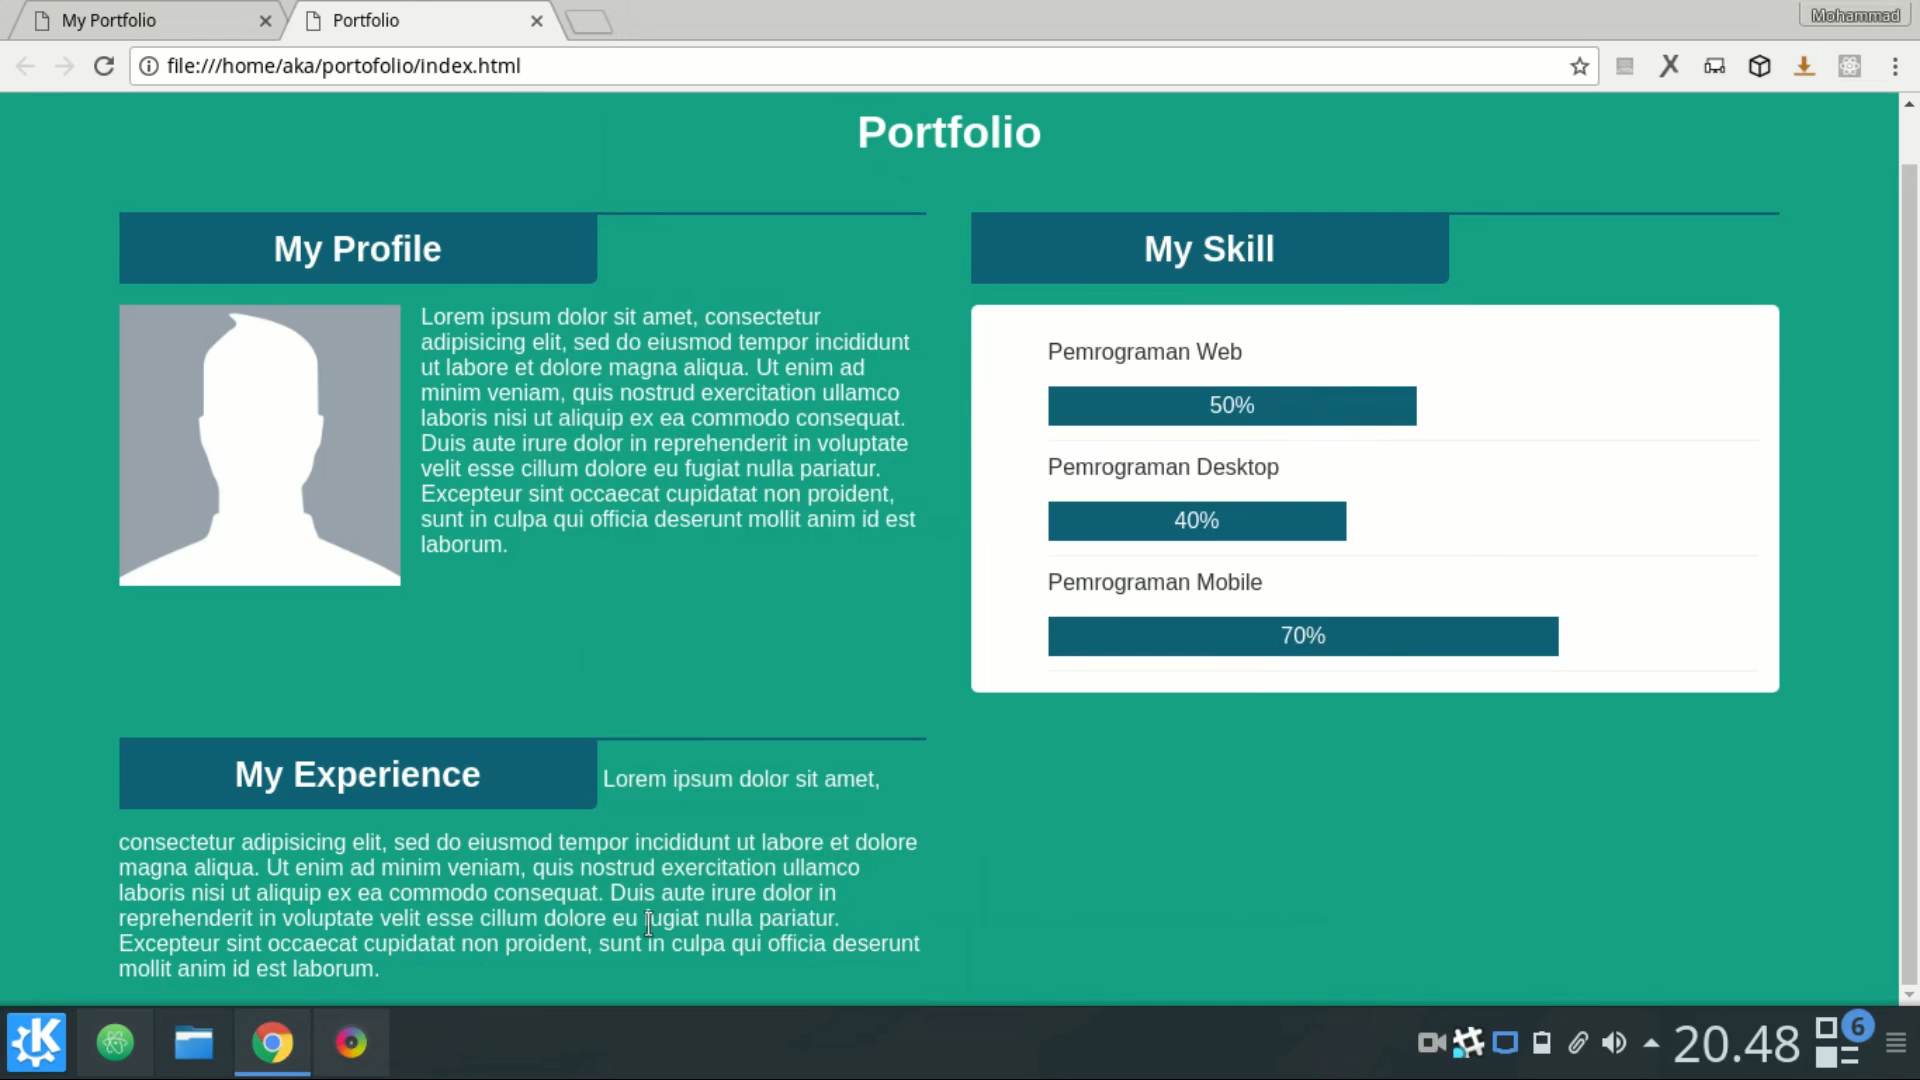 My Portfolio
Portfolio
Mohammad
file:///home/aka/portofolio/index.html
Portfolio
My Profile
Lorem ipsum dolor sit amet, consectetur
adipisicing elit, sed do eiusmod tempor incididunt
ut labore et dolore magna aliqua. Ut enim ad
minim veniam, quis nostrud exercitation ullamco
laboris nisi ut aliquip ex ea commodo consequat.
Duis aute irure dolor in reprehenderit in voluptate
velit esse cillum dolore eu fugiat nulla pariatur.
Excepteur sint occaecat cupidatat non proident,
sunt in culpa qui officia deserunt mollit anim id est
laborum.
My Skill
Pemrograman Web
50%
Pemrograman Desktop
40%
Pemrograman Mobile
70%
My Experience
Lorem ipsum dolor sit amet,
consectetur adipisicing elit, sed do eiusmod tempor incididunt ut labore et dolore
magna aliqua. Ut enim ad minim veniam, quis nostrud exercitation ullamco
laboris nisi ut aliquip ex ea commodo consequat. Duis aute irure dolor in
reprehenderit in voluptate velit esse cillum dolore eu fugiat nulla pariatur.
Excepteur sint occaecat cupidatat non proident, sunt in culpa qui officia deserunt
mollit anim id est laborum.
20.48
6